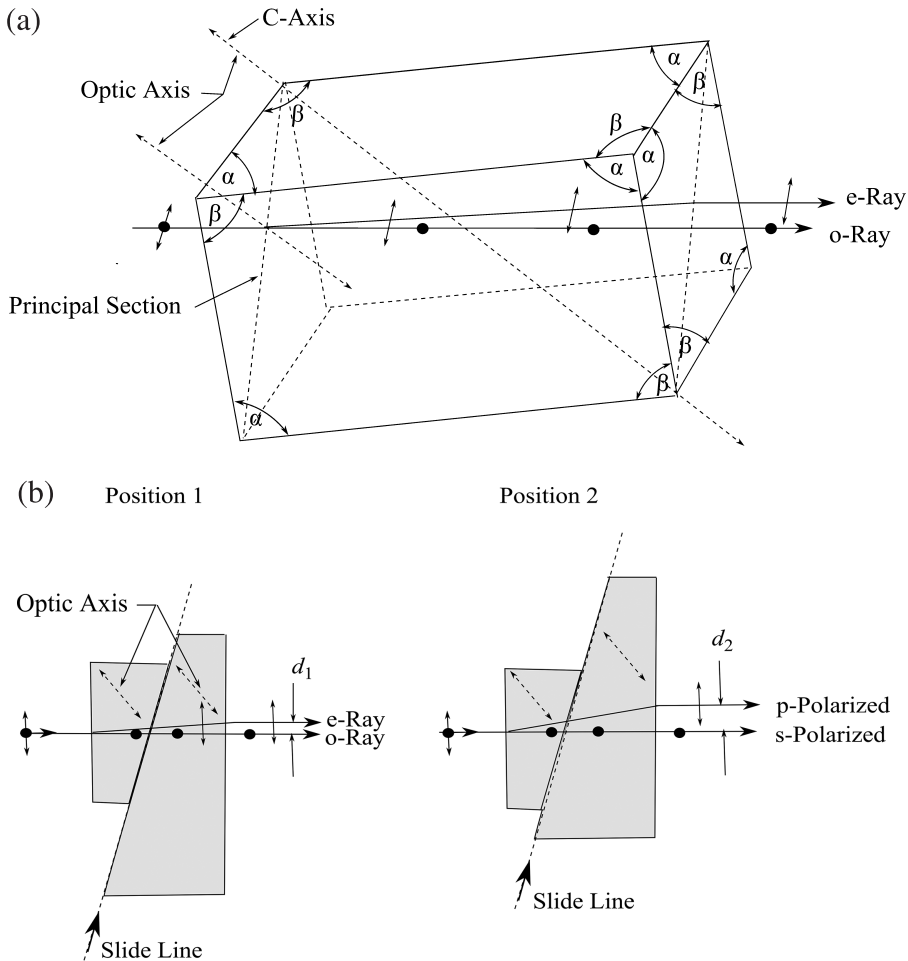 (a)
C-Axis
Optic Axis
α
β
β
α
β
α
α
β
α
β
e-Ray
o-Ray
α
Principal Section
β
β
α
(b)
Position 1
Position 2
Optic Axis
d1
d2
e-Ray
o-Ray
p-Polarized
s-Polarized
Slide Line
Slide Line